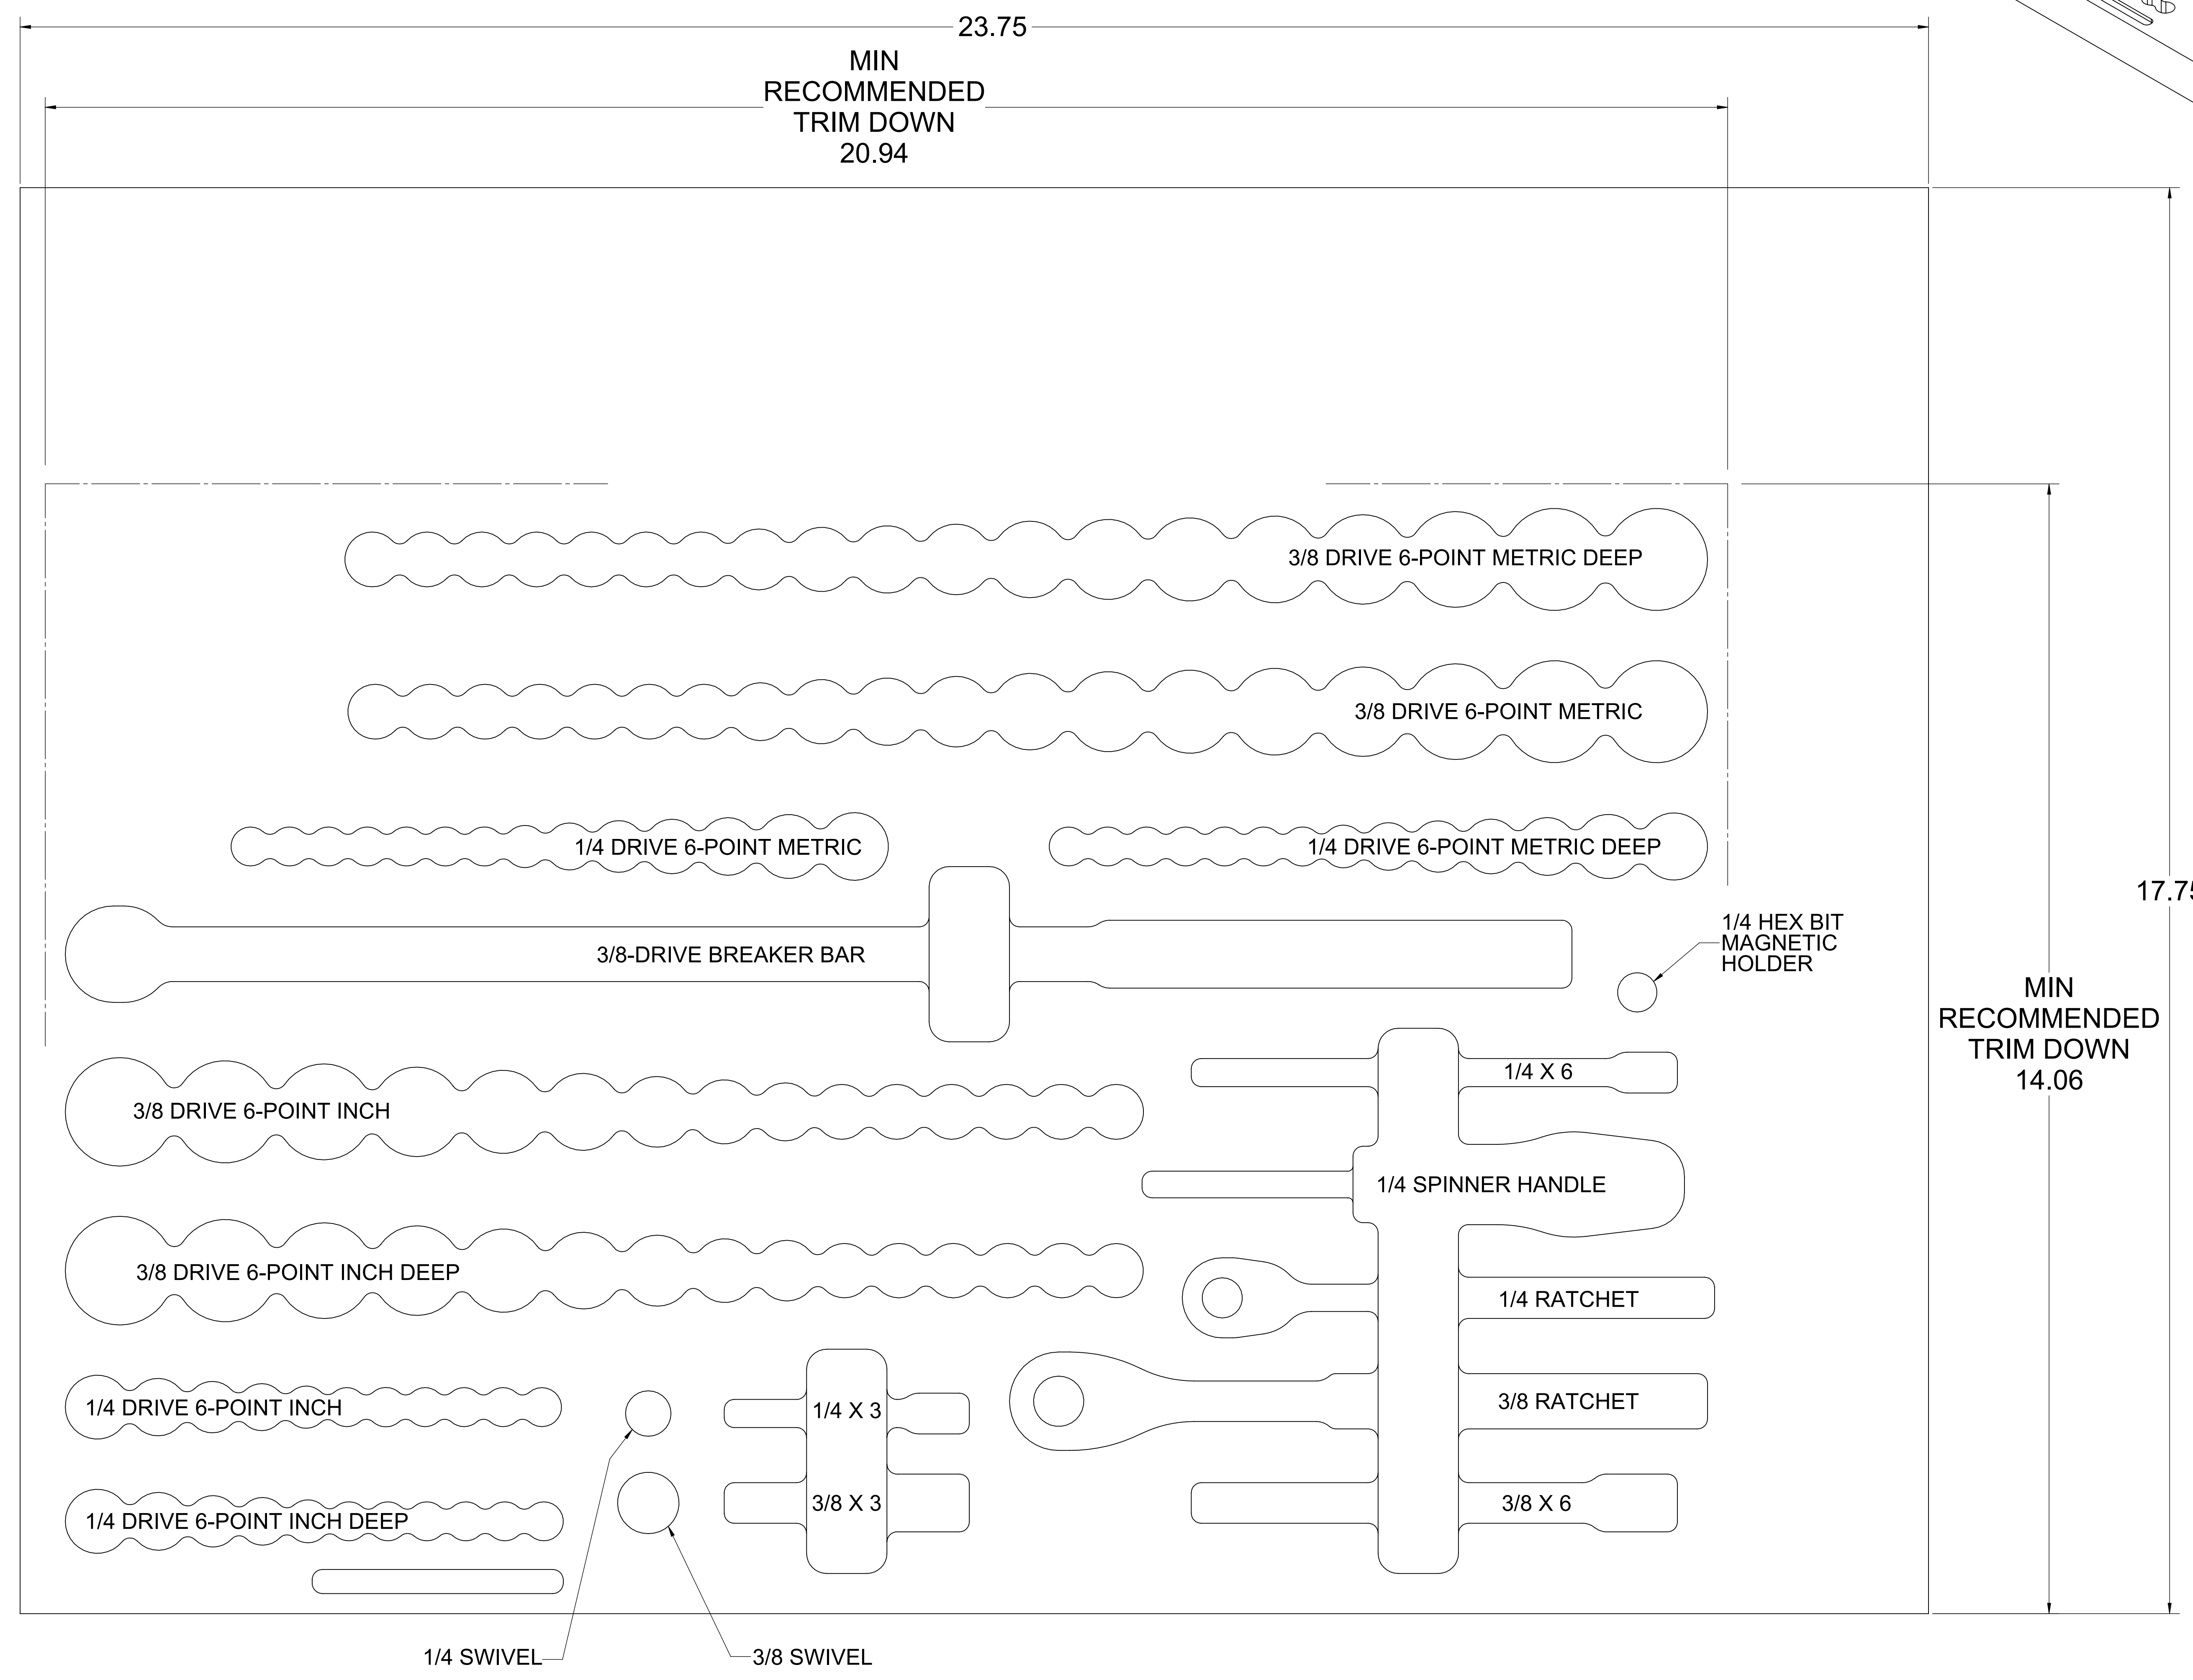 23.75
MIN
RECOMMENDED
TRIM DOWN
20.94
3/8 DRIVE 6-POINT METRIC DEEP
3/8 DRIVE 6-POINT METRIC
1/4 DRIVE 6-POINT METRIC
1/4 DRIVE 6-POINT METRIC DEEP
17.75
3/8-DRIVE BREAKER BAR
1/4 HEX BIT
MAGNETIC
HOLDER
MIN
RECOMMENDED
TRIM DOWN
14.06
1/4 X 6
3/8 DRIVE 6-POINT INCH
1/4 SPINNER HANDLE
3/8 DRIVE 6-POINT INCH DEEP
1/4 RATCHET
3/8 RATCHET
1/4 DRIVE 6-POINT INCH
1/4 X 3
3/8 X 3
3/8 X 6
1/4 DRIVE 6-POINT INCH DEEP
1/4 SWIVEL
3/8 SWIVEL